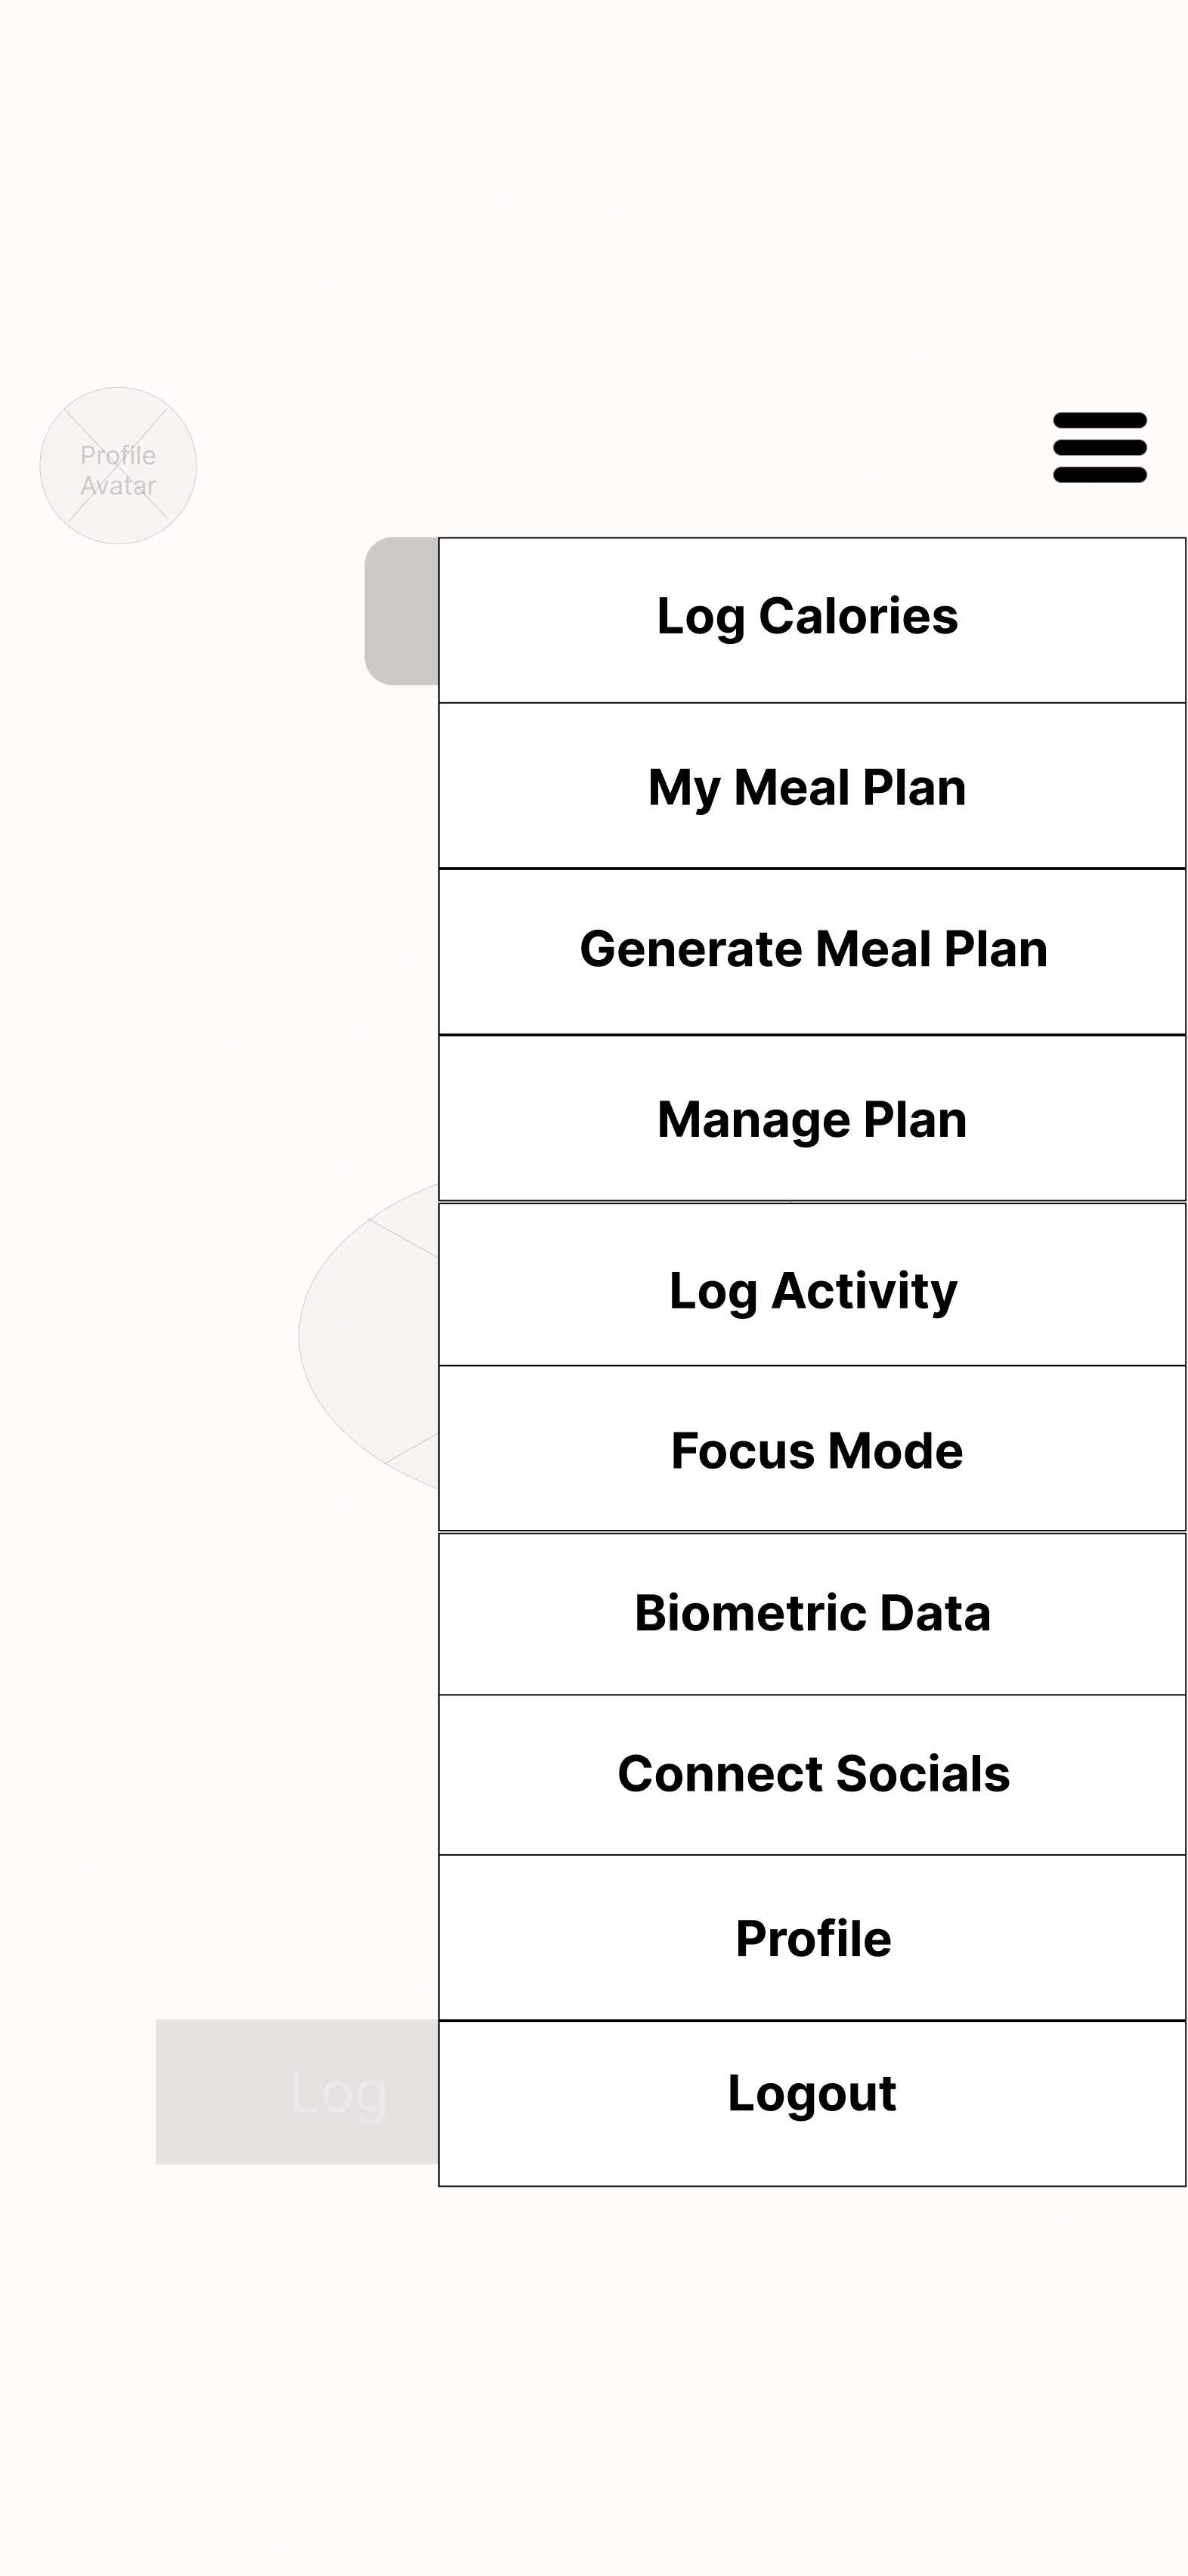 Profile
Avatar
Log Calories
My Meal Plan
Generate Meal Plan
Manage Plan
Log Activity
Focus Mode
Biometric Data
Connect Socials
Profile
Log
Logout